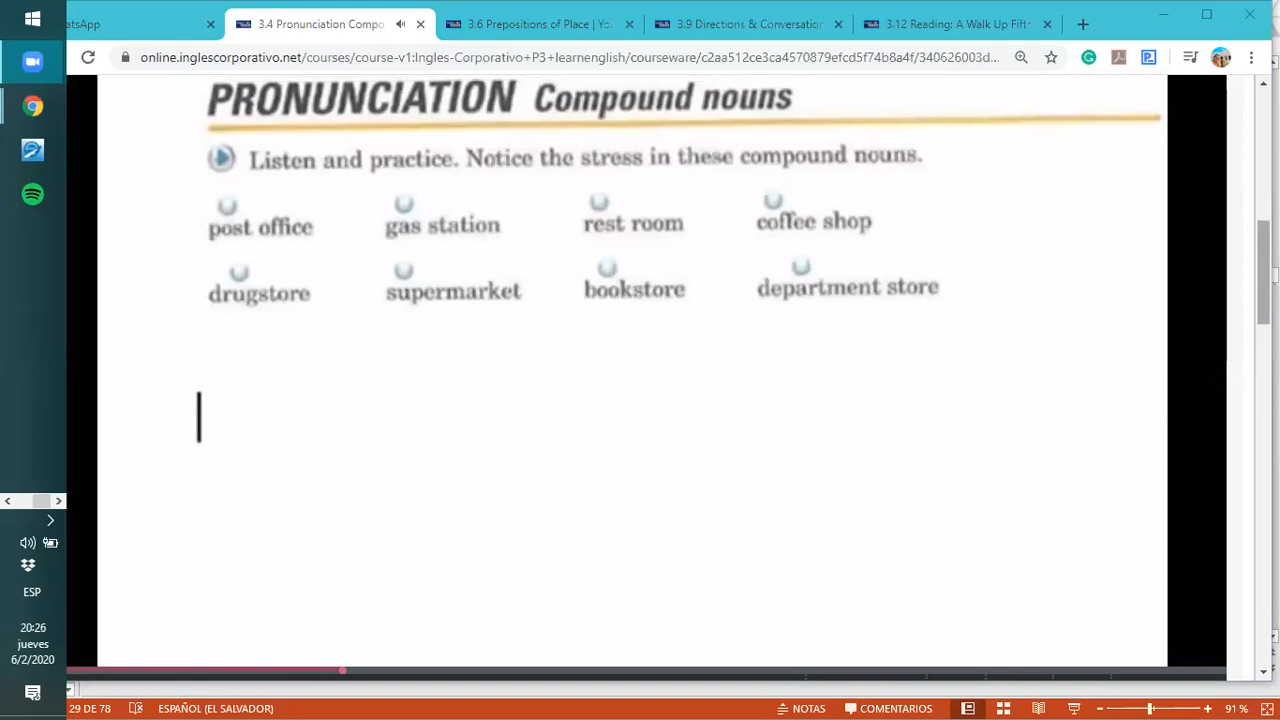 atsApp
3.4 Pronunciation Compo
3.6 Prepositions of Place | Yo
3.9 Directions & Conversation
3.12 Reading: A Walk Up Fift
online.inglescorporativo.net/courses/course-v1:Ingles-Corporativo+P3+learnenglish/courseware/c2aa512e3ca4470879efcd5f74b8a4f/340620003d...
PRONUNCIATION Compound nouns
Listen and practice. Notice the stress in these compound nouns.
post office gas station rest room coffee shop
drugstore supermarket bookstore department store
ESP
20:26
jueves
6/2/2020
29 DE 78 ESPAÑOL (EL SALVADOR) NOTAS COMENTARIOS 91 %